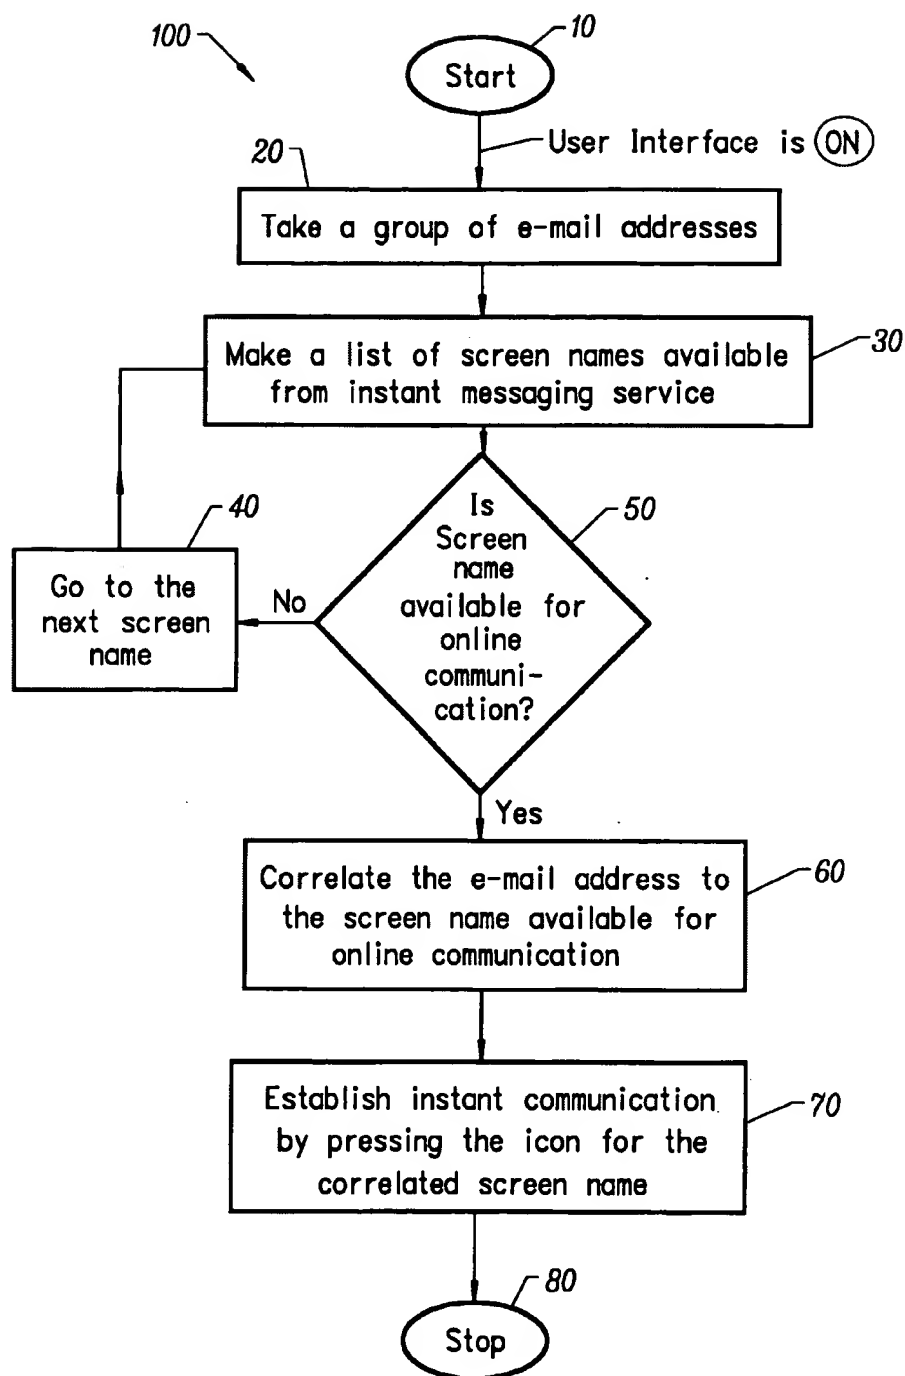 100
10
Start
User Interface is ON
20
Take a group of e-mail addresses
Make a list of screen names available
from instant messaging service
30
40
Go to the
next screen
name
No
50
Is
Screen
name
available for
online
communi-
cation?
Yes
Correlate the e-mail address to
the screen name available for
online communication
60
Establish instant communication
by pressing the icon for the
correlated screen name
70
80
Stop